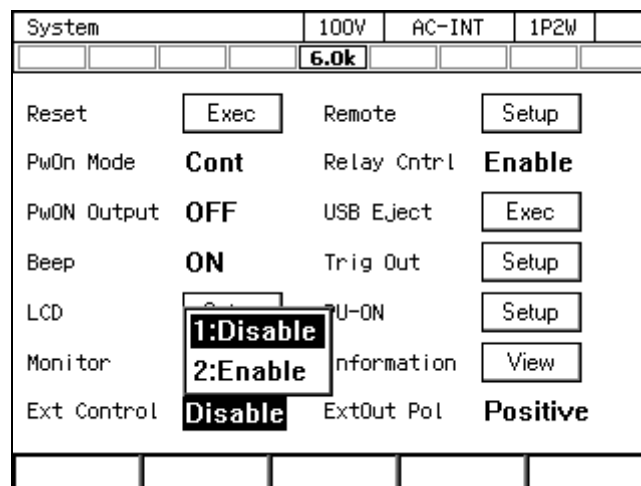 System 100V AC-INT 1P2W
6.0k
Reset Exec Remote Setup
PwOn Mode Cont Relay Cntrl Enable
PwON Output OFF USB Eject Exec
Beep ON Trig Out Setup
LCD PU-ON Setup
1:Disable
Monitor 2:Enable Information View
Ext Control Disable ExtOut Pol Positive